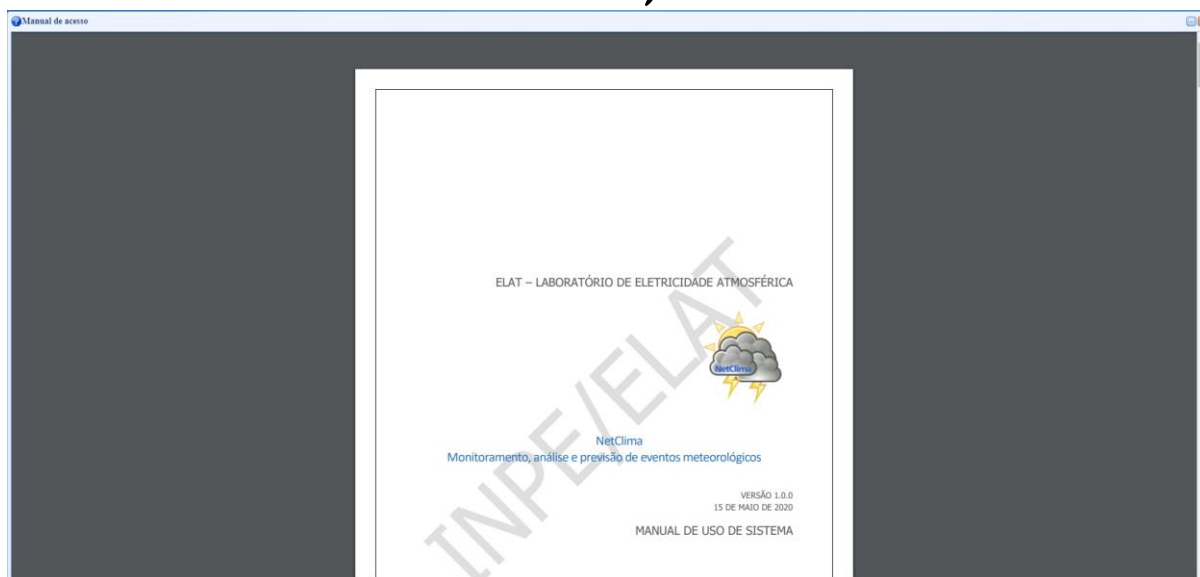 Manual de acesso
ELAT – LABORATÓRIO DE ELETRICIDADE ATMOSFÉRICA
NetClima
NetClima
Monitoramento, análise e previsão de eventos meteorológicos
VERSÃO 1.0.0
15 DE MAIO DE 2020
MANUAL DE USO DE SISTEMA
INPE/ELAT